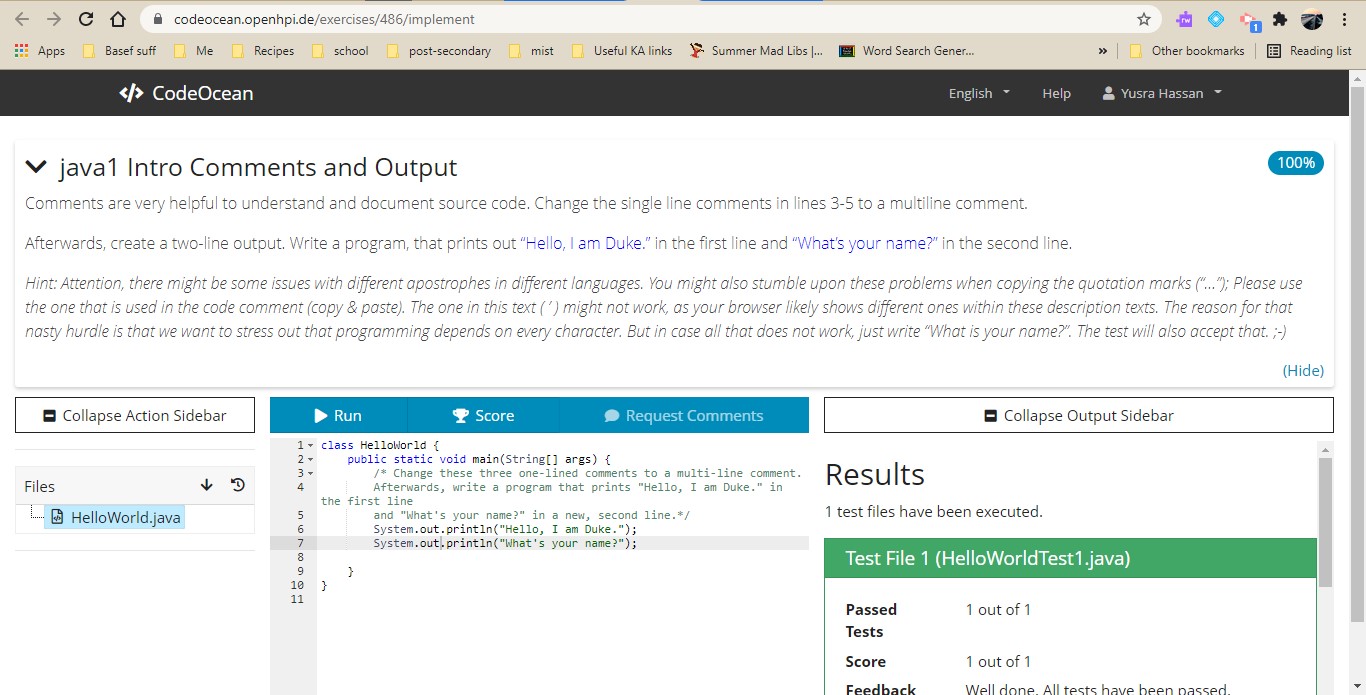 codeocean.openhpi.de/exercises/486/implement
Apps Basef suff Me Recipes school post-secondary mist Useful KA links Summer Mad Libs |... Word Search Gener... » Other bookmarks Reading list
</> CodeOcean English Help Yusra Hassan
java1 Intro Comments and Output 100%
Comments are very helpful to understand and document source code. Change the single line comments in lines 3-5 to a multiline comment.
Afterwards, create a two-line output. Write a program, that prints out “Hello, I am Duke.” in the first line and “What’s your name?” in the second line.
Hint: Attention, there might be some issues with different apostrophes in different languages. You might also stumble upon these problems when copying the quotation marks (“...”); Please use
the one that is used in the code comment (copy & paste). The one in this text ( ’ ) might not work, as your browser likely shows different ones within these description texts. The reason for that
nasty hurdle is that we want to stress out that programming depends on every character. But in case all that does not work, just write “What is your name?”. The test will also accept that. ;-)
(Hide)
Collapse Action Sidebar Run Score Request Comments Collapse Output Sidebar
Files
HelloWorld.java
1 class HelloWorld {
2 public static void main(String[] args) {
3 /* Change these three one-lined comments to a multi-line comment.
4 Afterwards, write a program that prints "Hello, I am Duke." in
the first line
5 and "What's your name?" in a new, second line.*/
6 System.out.println("Hello, I am Duke.");
7 System.out.println("What's your name?");
8
9 }
10 }
11
Results
1 test files have been executed.
Test File 1 (HelloWorldTest1.java)
Passed Tests 1 out of 1
Score 1 out of 1
Feedback Well done. All tests have been passed.